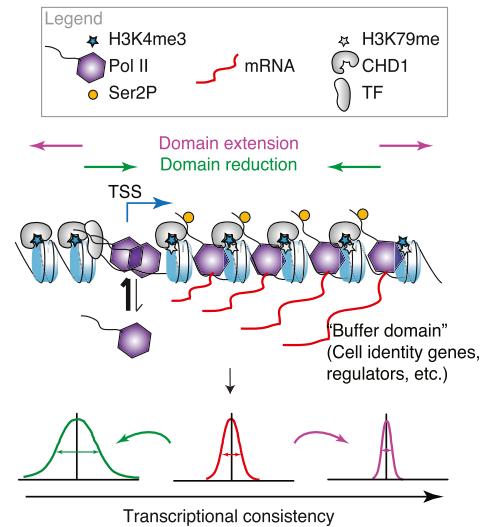 Legend
H3K4me3
H3K79me
Pol II
mRNA
CHD1
Ser2P
TF
Domain extension
Domain reduction
TSS
"Buffer domain"
(Cell identity genes,
regulators, etc.)
Transcriptional consistency